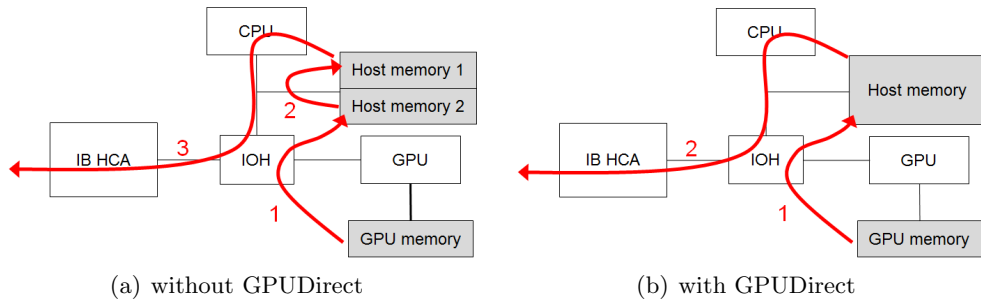 CPU
Host memory 1
2
Host memory 2
3
IB HCA
IOH
GPU
1
GPU memory
(a) without GPUDirect
CPU
Host memory
2
IB HCA
IOH
GPU
1
GPU memory
(b) with GPUDirect